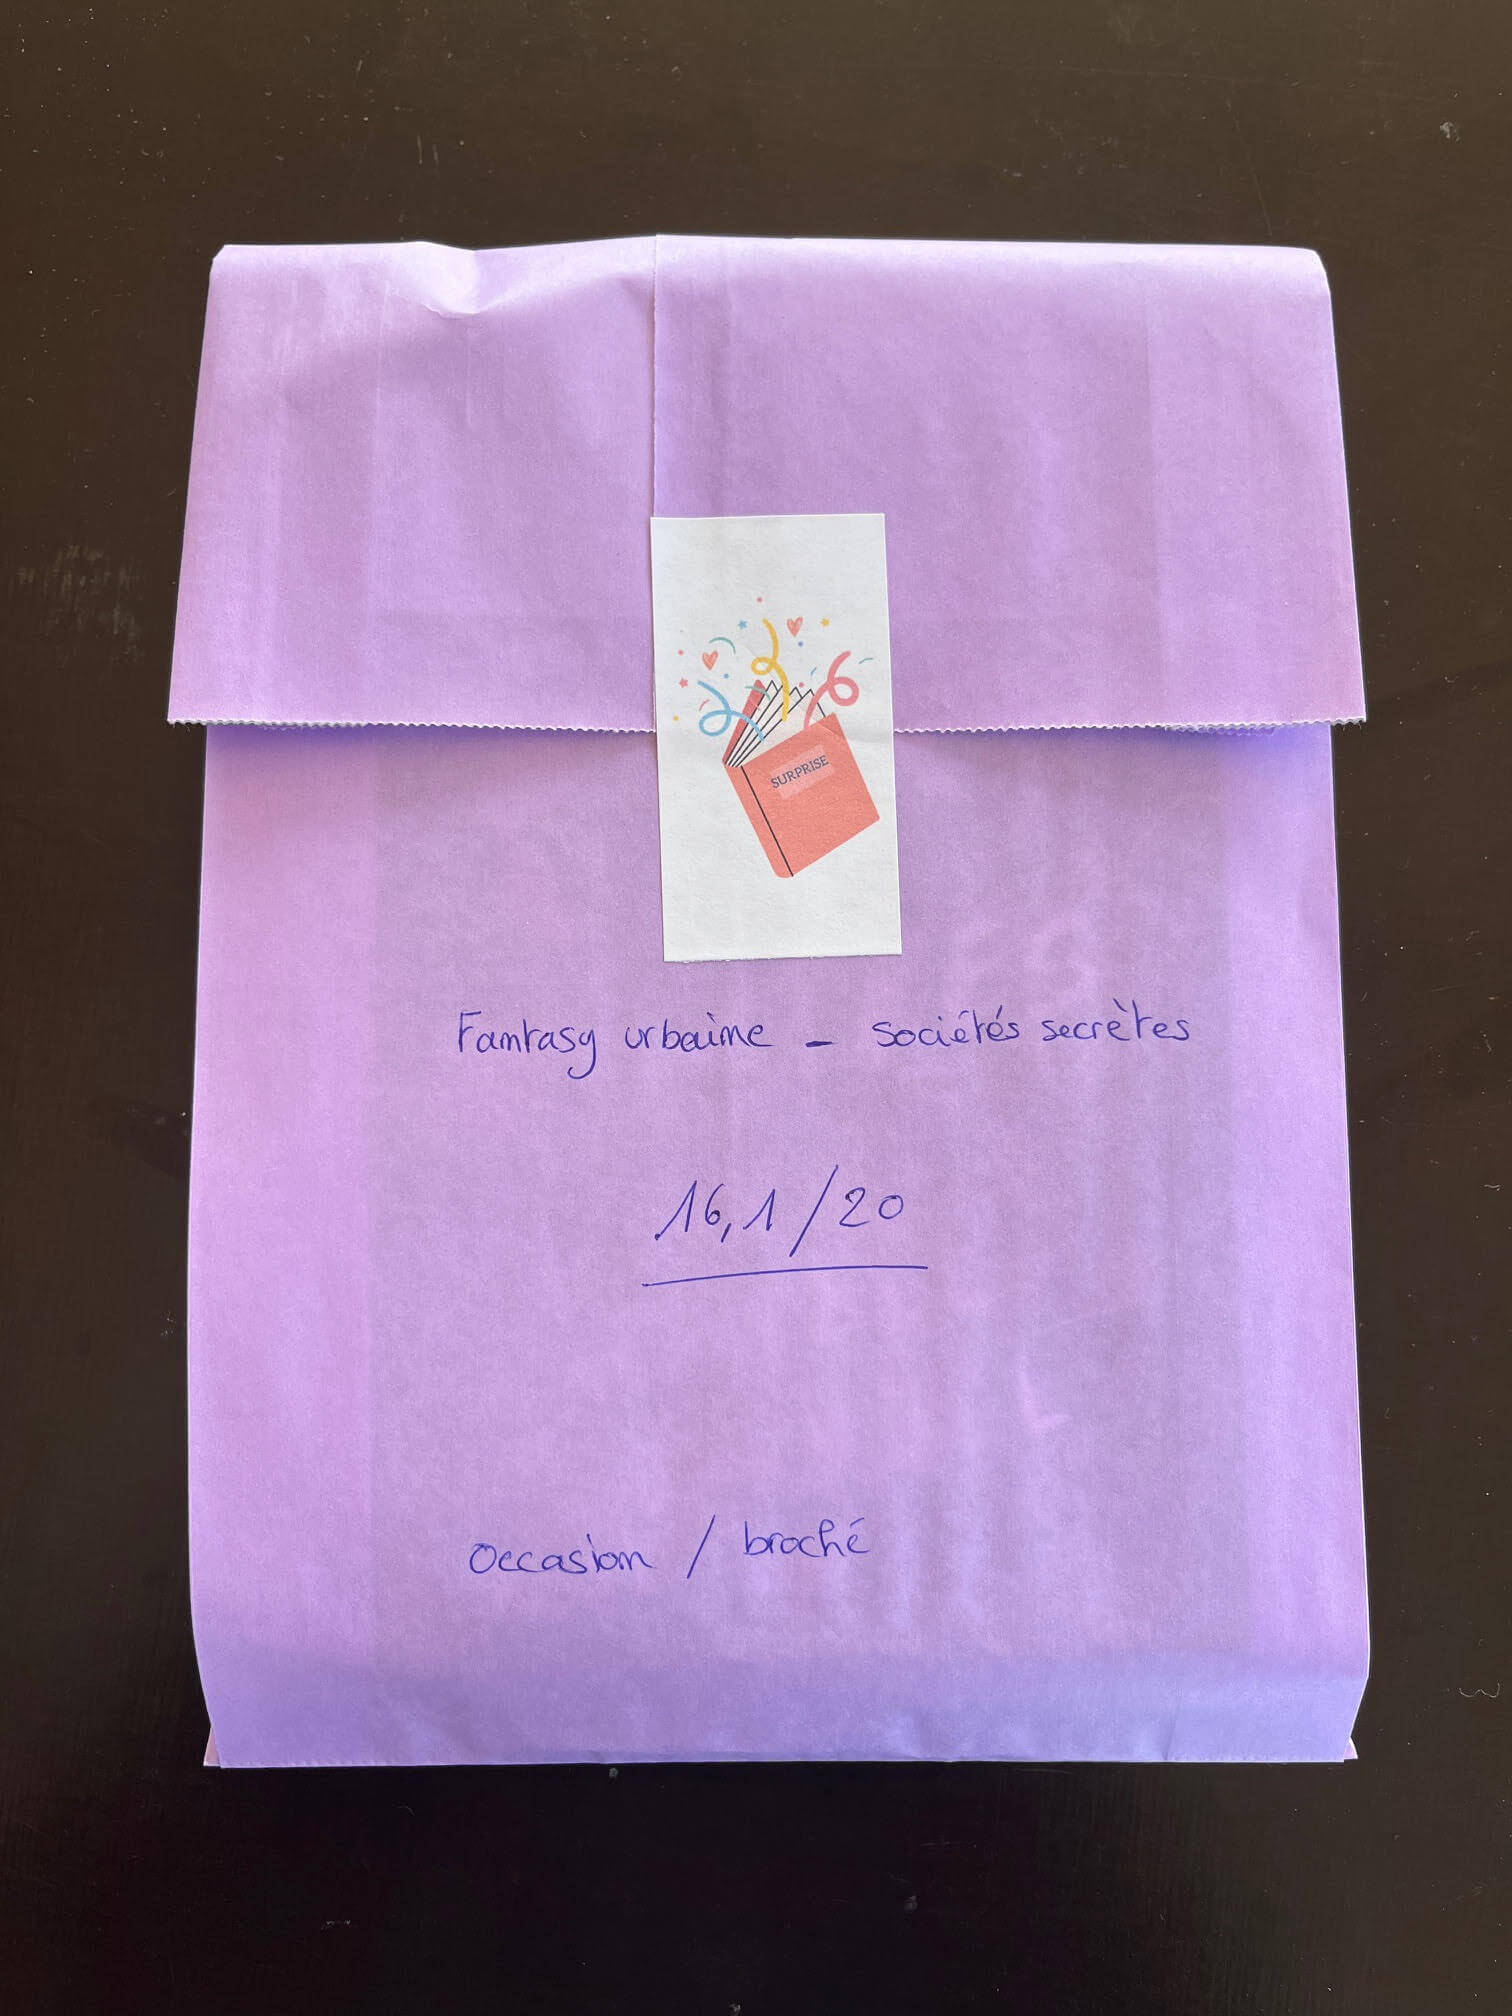 SURPRISE
Fantasy urbaine - sociétés secrètes
16,1/20
Occasion / broché